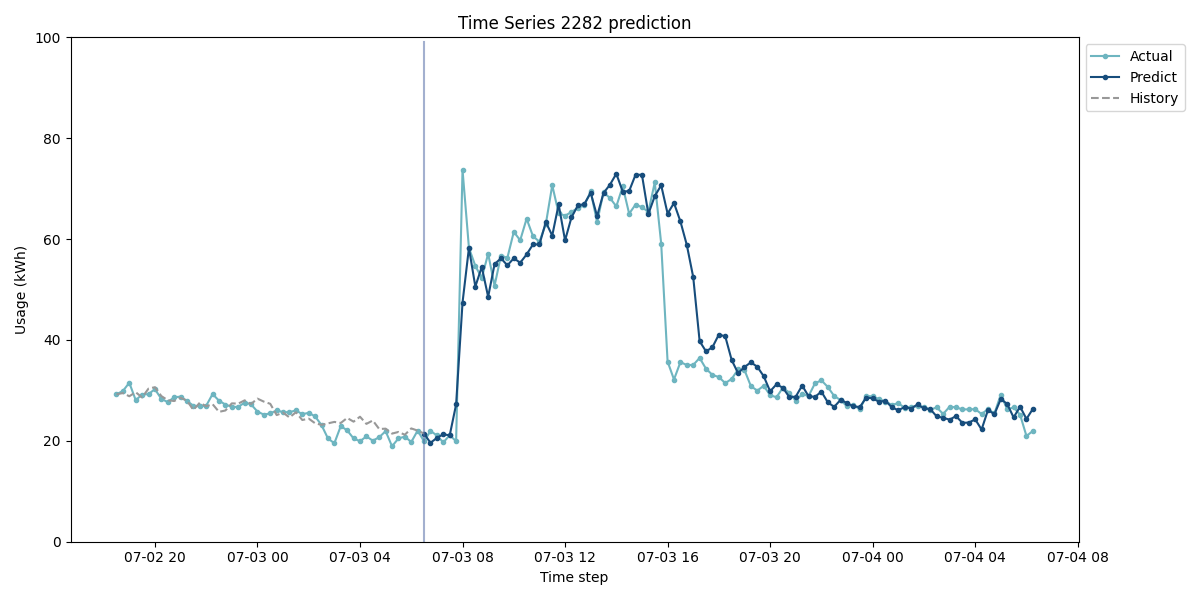 Time Series 2282 prediction
100
80
60
40
20
0
Usage (kWh)
07-02 20
07-03 00
07-03 04
07-03 08
07-03 12
07-03 16
07-03 20
07-04 00
07-04 04
07-04 08
Time step
Actual
Predict
History